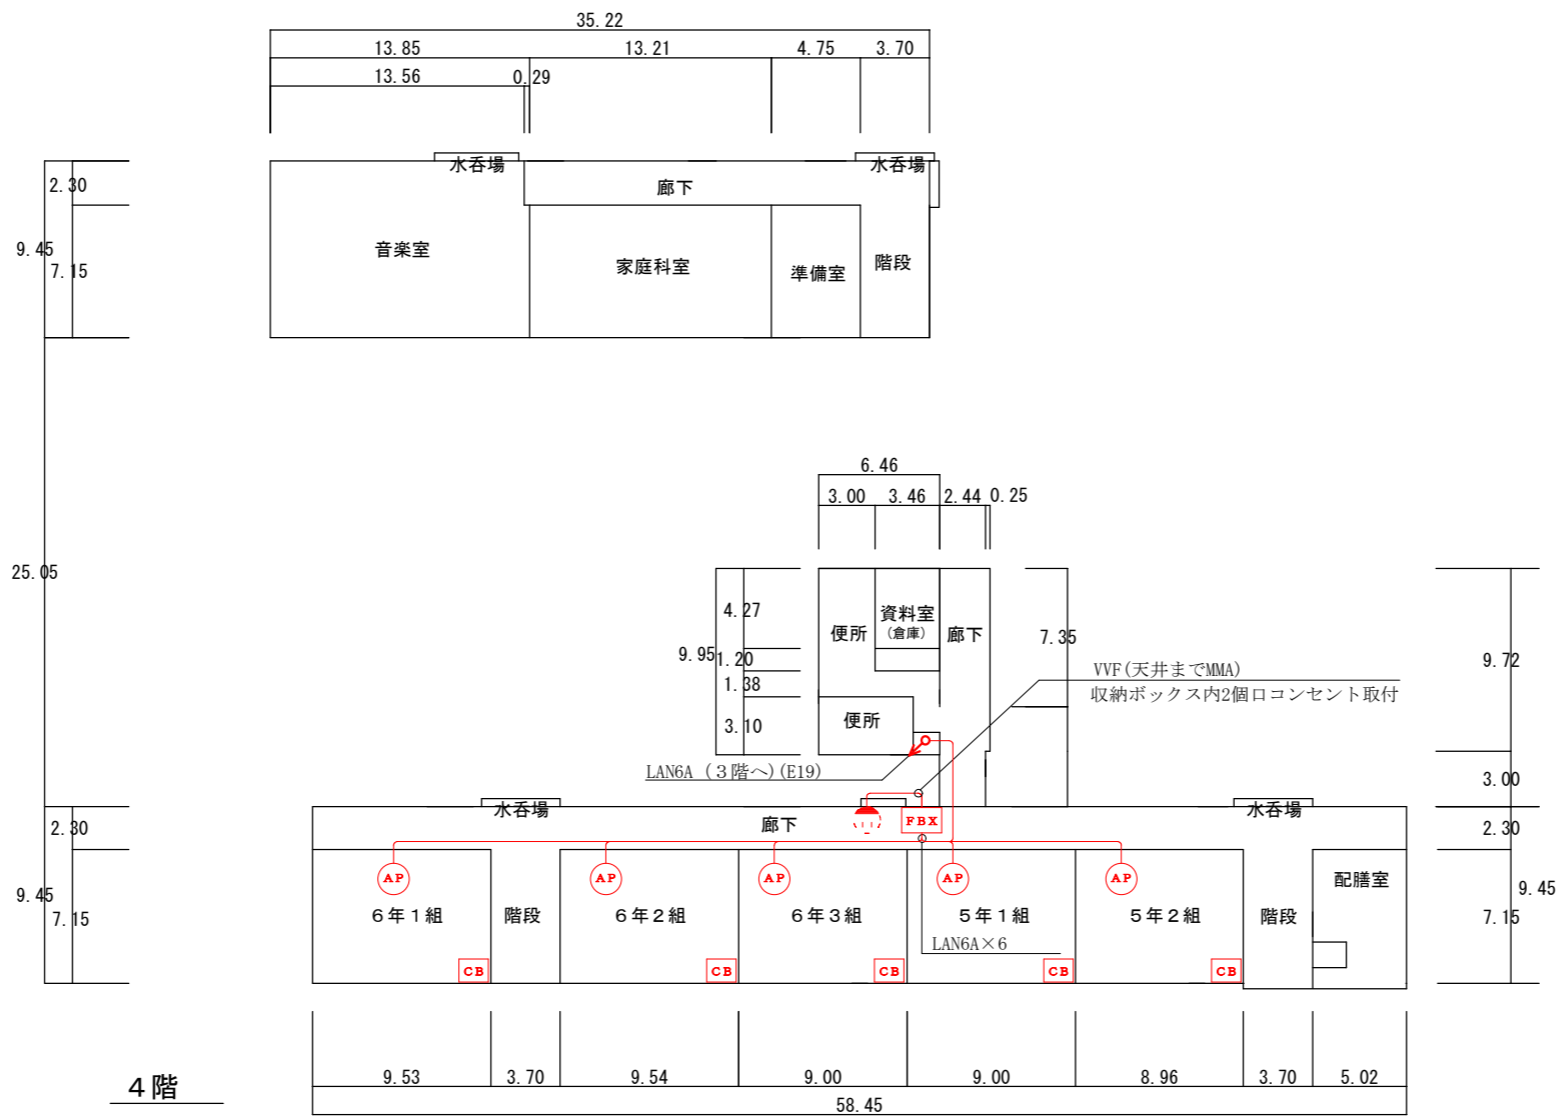 35.22
13.85 13.21 4.75 3.70
13.56 0.29
水呑場 水呑場
2.30 廊下
9.45 音楽室 家庭科室 準備室 階段
7.15
6.46
3.00 3.46 2.44 0.25
25.05
4.27 資料室
便所 (倉庫) 廊下 7.35
9.95 1.20 9.72
VVF(天井までMMA)
1.38 収納ボックス内2個口コンセント取付
3.10 便所
LAN6A (3階へ)(E19) 3.00
水呑場 水呑場
2.30 廊下 FBX 2.30
AP AP AP AP AP 配膳室
9.45 9.45
7.15 6年1組 階段 6年2組 6年3組 5年1組 5年2組 階段 7.15
LAN6A×6
CB CB CB CB CB
9.53 3.70 9.54 9.00 9.00 8.96 3.70 5.02
4階
58.45